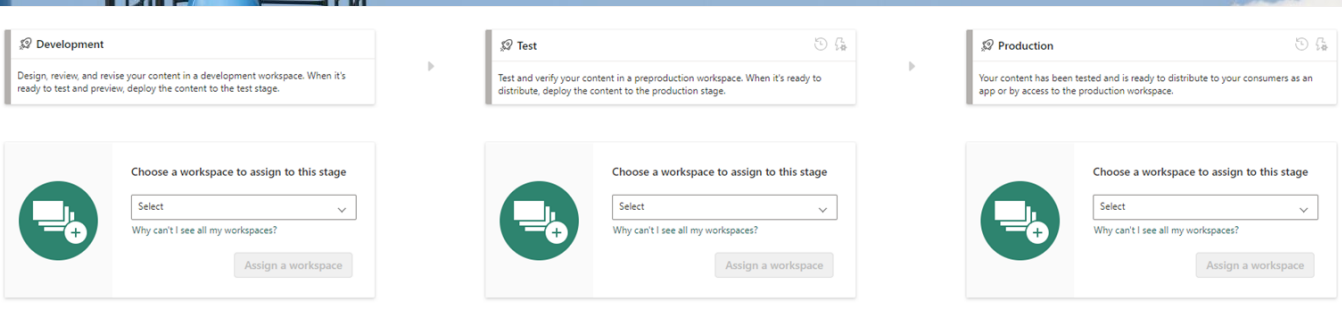 Development
Design, review, and revise your content in a development workspace. When it's
ready to test and preview, deploy the content to the test stage.
Test
Test and verify your content in a preproduction workspace. When it's ready to
distribute, deploy the content to the production stage.
Production
Your content has been tested and is ready to distribute to your consumers as an
app or by access to the production workspace.
Choose a workspace to assign to this stage
Select
Why can't I see all my workspaces?
Assign a workspace
Choose a workspace to assign to this stage
Select
Why can't I see all my workspaces?
Assign a workspace
Choose a workspace to assign to this stage
Select
Why can't I see all my workspaces?
Assign a workspace